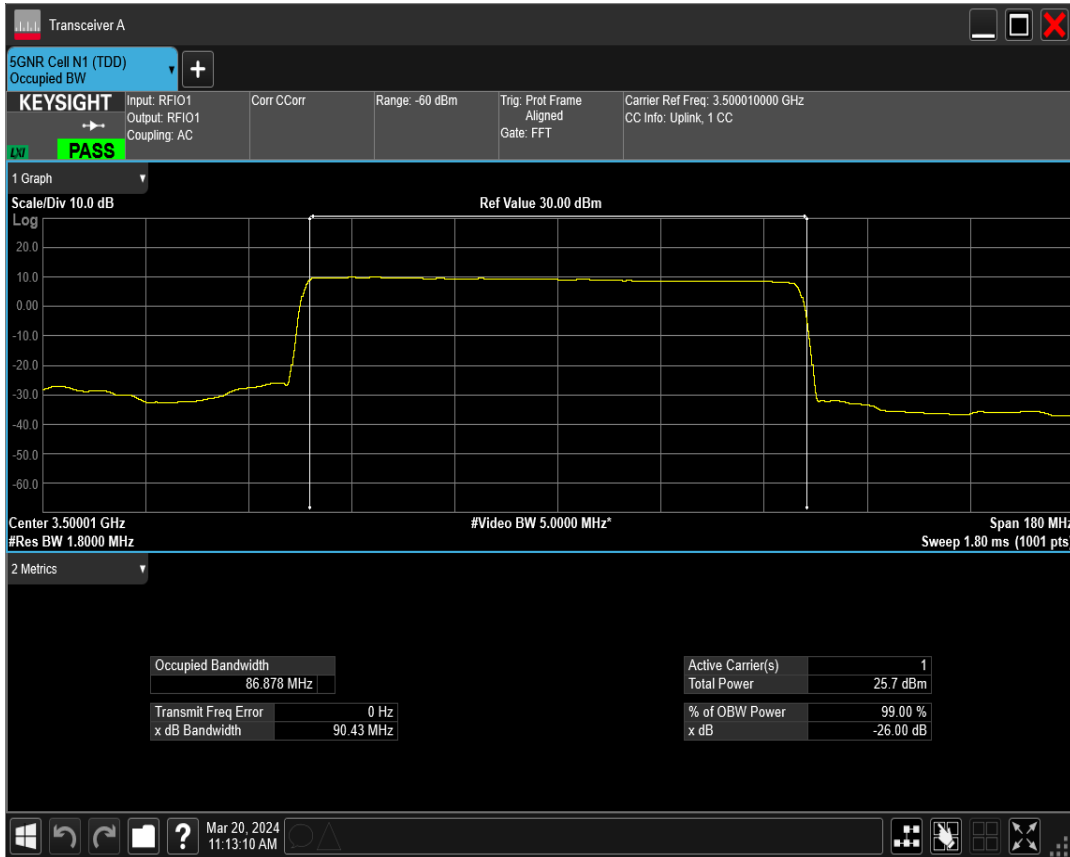 Transceiver A
5GNR Cell N1 (TDD)
Occupied BW
+
KEYSIGHT
LXI
PASS
Input: RFIO1
Output: RFIO1
Coupling: AC
Corr CCorr
Range: -60 dBm
Trig: Prot Frame
Aligned
Gate: FFT
Carrier Ref Freq: 3.500010000 GHz
CC Info: Uplink, 1 CC
1 Graph
Scale/Div 10.0 dB
Ref Value 30.00 dBm
Log
20.0
10.0
0.00
-10.0
-20.0
-30.0
-40.0
-50.0
-60.0
Center 3.50001 GHz
#Video BW 5.0000 MHz*
Span 180 MHz
#Res BW 1.8000 MHz
Sweep 1.80 ms (1001 pts)
2 Metrics
Occupied Bandwidth
86.878 MHz
Transmit Freq Error 0 Hz
x dB Bandwidth 90.43 MHz
Active Carrier(s) 1
Total Power 25.7 dBm
% of OBW Power 99.00 %
x dB -26.00 dB
?
Mar 20, 2024
11:13:10 AM